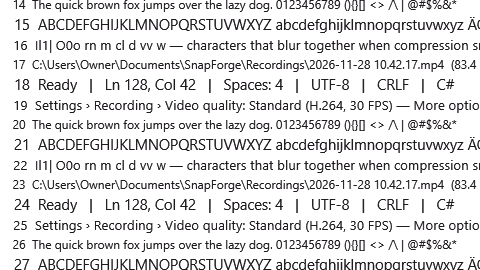 14 The quick brown fox jumps over the lazy dog. 0123456789 (){}[] <> /\ | @#$%&*
15 ABCDEFGHIJKLMNOPQRSTUVWXYZ abcdefghijklmnopqrstuvwxyz Ä
16 Il1| O0o rn m cl d vv w — characters that blur together when compression
17 C:\Users\Owner\Documents\SnapForge\Recordings\2026-11-28 10.42.17.mp4 (83.4
18 Ready | Ln 128, Col 42 | Spaces: 4 | UTF-8 | CRLF | C#
19 Settings › Recording › Video quality: Standard (H.264, 30 FPS) — More optio
20 The quick brown fox jumps over the lazy dog. 0123456789 (){}[] <> /\ | @#$%&*
21 ABCDEFGHIJKLMNOPQRSTUVWXYZ abcdefghijklmnopqrstuvwxyz Ä
22 Il1| O0o rn m cl d vv w — characters that blur together when compression
23 C:\Users\Owner\Documents\SnapForge\Recordings\2026-11-28 10.42.17.mp4 (83.4
24 Ready | Ln 128, Col 42 | Spaces: 4 | UTF-8 | CRLF | C#
25 Settings › Recording › Video quality: Standard (H.264, 30 FPS) — More optio
26 The quick brown fox jumps over the lazy dog. 0123456789 (){}[] <> /\ | @#$%&*
27 ABCDEFGHIJKLMNOPQRSTUVWXYZ abcdefghijklmnopqrstuvwxyz